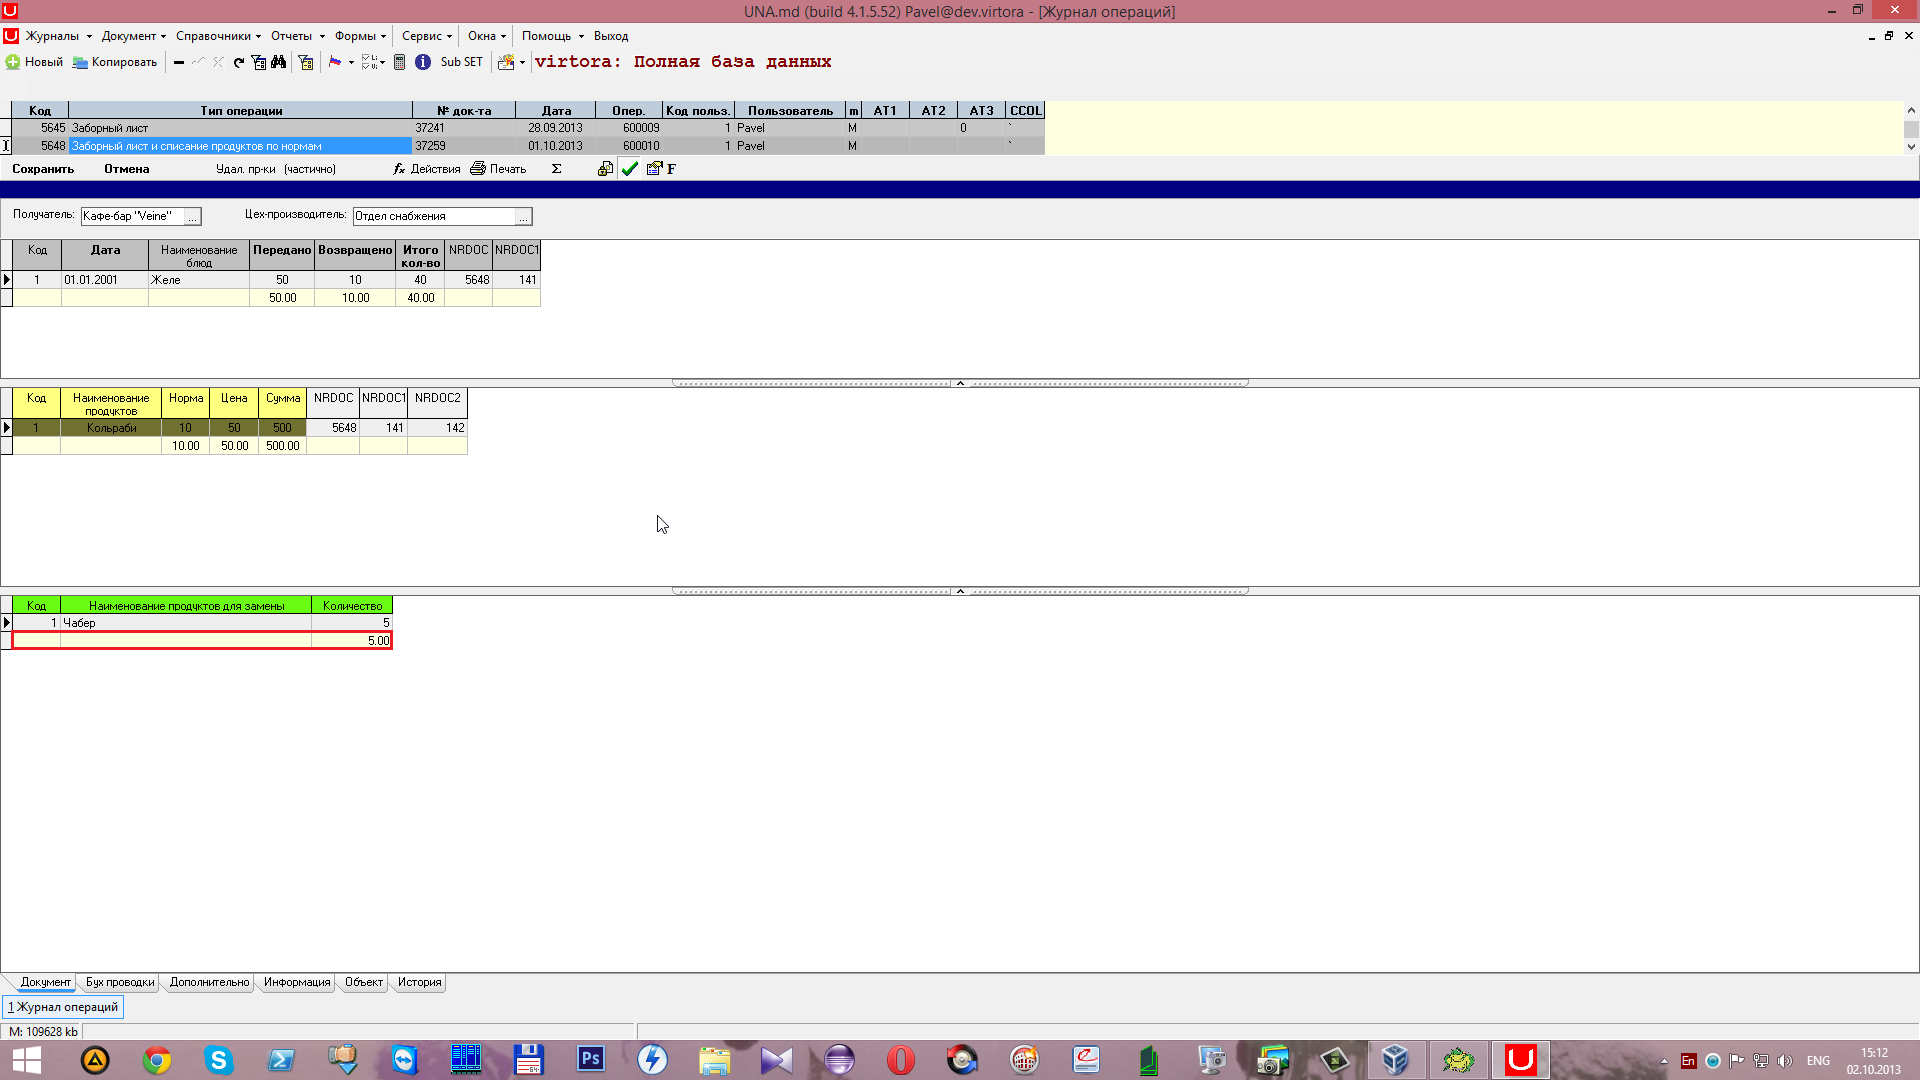 UNA.md (build 4.1.5.52) Pavel@dev.virtora - [Журнал операций]
Журналы Документ Справочники Отчеты Формы Сервис Окна Помощь Выход
Новый Копировать Sub SET virtora: Полная база данных
Код Тип операции № док-та Дата Опер. Код польз. Пользователь m AT1 AT2 AT3 CCOL
5645 Заборный лист 37241 28.09.2013 600009 1 Pavel M 0 `
5648 Заборный лист и списание продуктов по нормам 37259 01.10.2013 600010 1 Pavel M `
Сохранить Отмена Удал. пр-ки (частично) fx Действия Печать Σ F
Получатель: Кафе-бар "Veine" ... Цех-производитель: Отдел снабжения ...
Код Дата Наименование блюд Передано Возвращено Итого кол-во NRDOC NRDOC1
1 01.01.2001 Желе 50 10 40 5648 141
50.00 10.00 40.00
Код Наименование продуктов Норма Цена Сумма NRDOC NRDOC1 NRDOC2
1 Кольраби 10 50 500 5648 141 142
10.00 50.00 500.00
Код Наименование продуктов для замены Количество
1 Чабер 5
5.00
Документ Бух проводки Дополнительно Информация Объект История
1 Журнал операций
M: 109628 kb
Ps 64 En ENG 15:12
02.10.2013